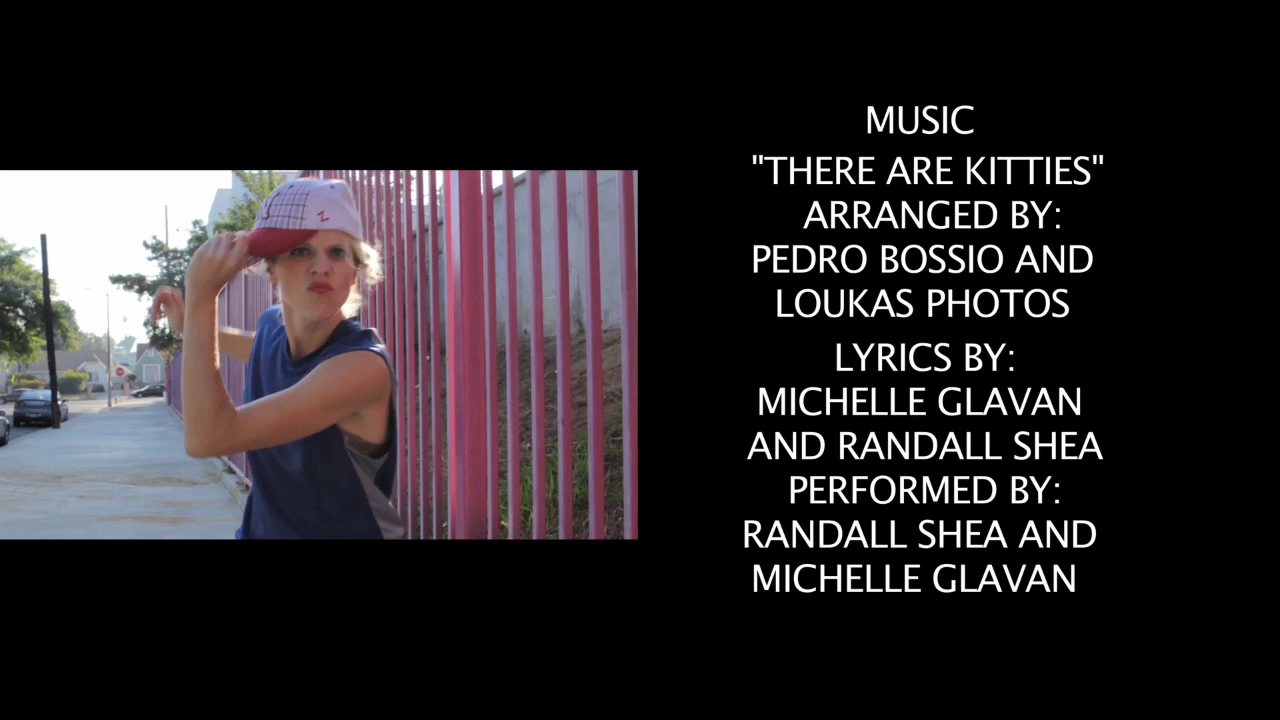 MUSIC
"THERE ARE KITTIES"
ARRANGED BY:
PEDRO BOSSIO AND
LOUKAS PHOTOS
LYRICS BY:
MICHELLE GLAVAN
AND RANDALL SHEA
PERFORMED BY:
RANDALL SHEA AND
MICHELLE GLAVAN
Z